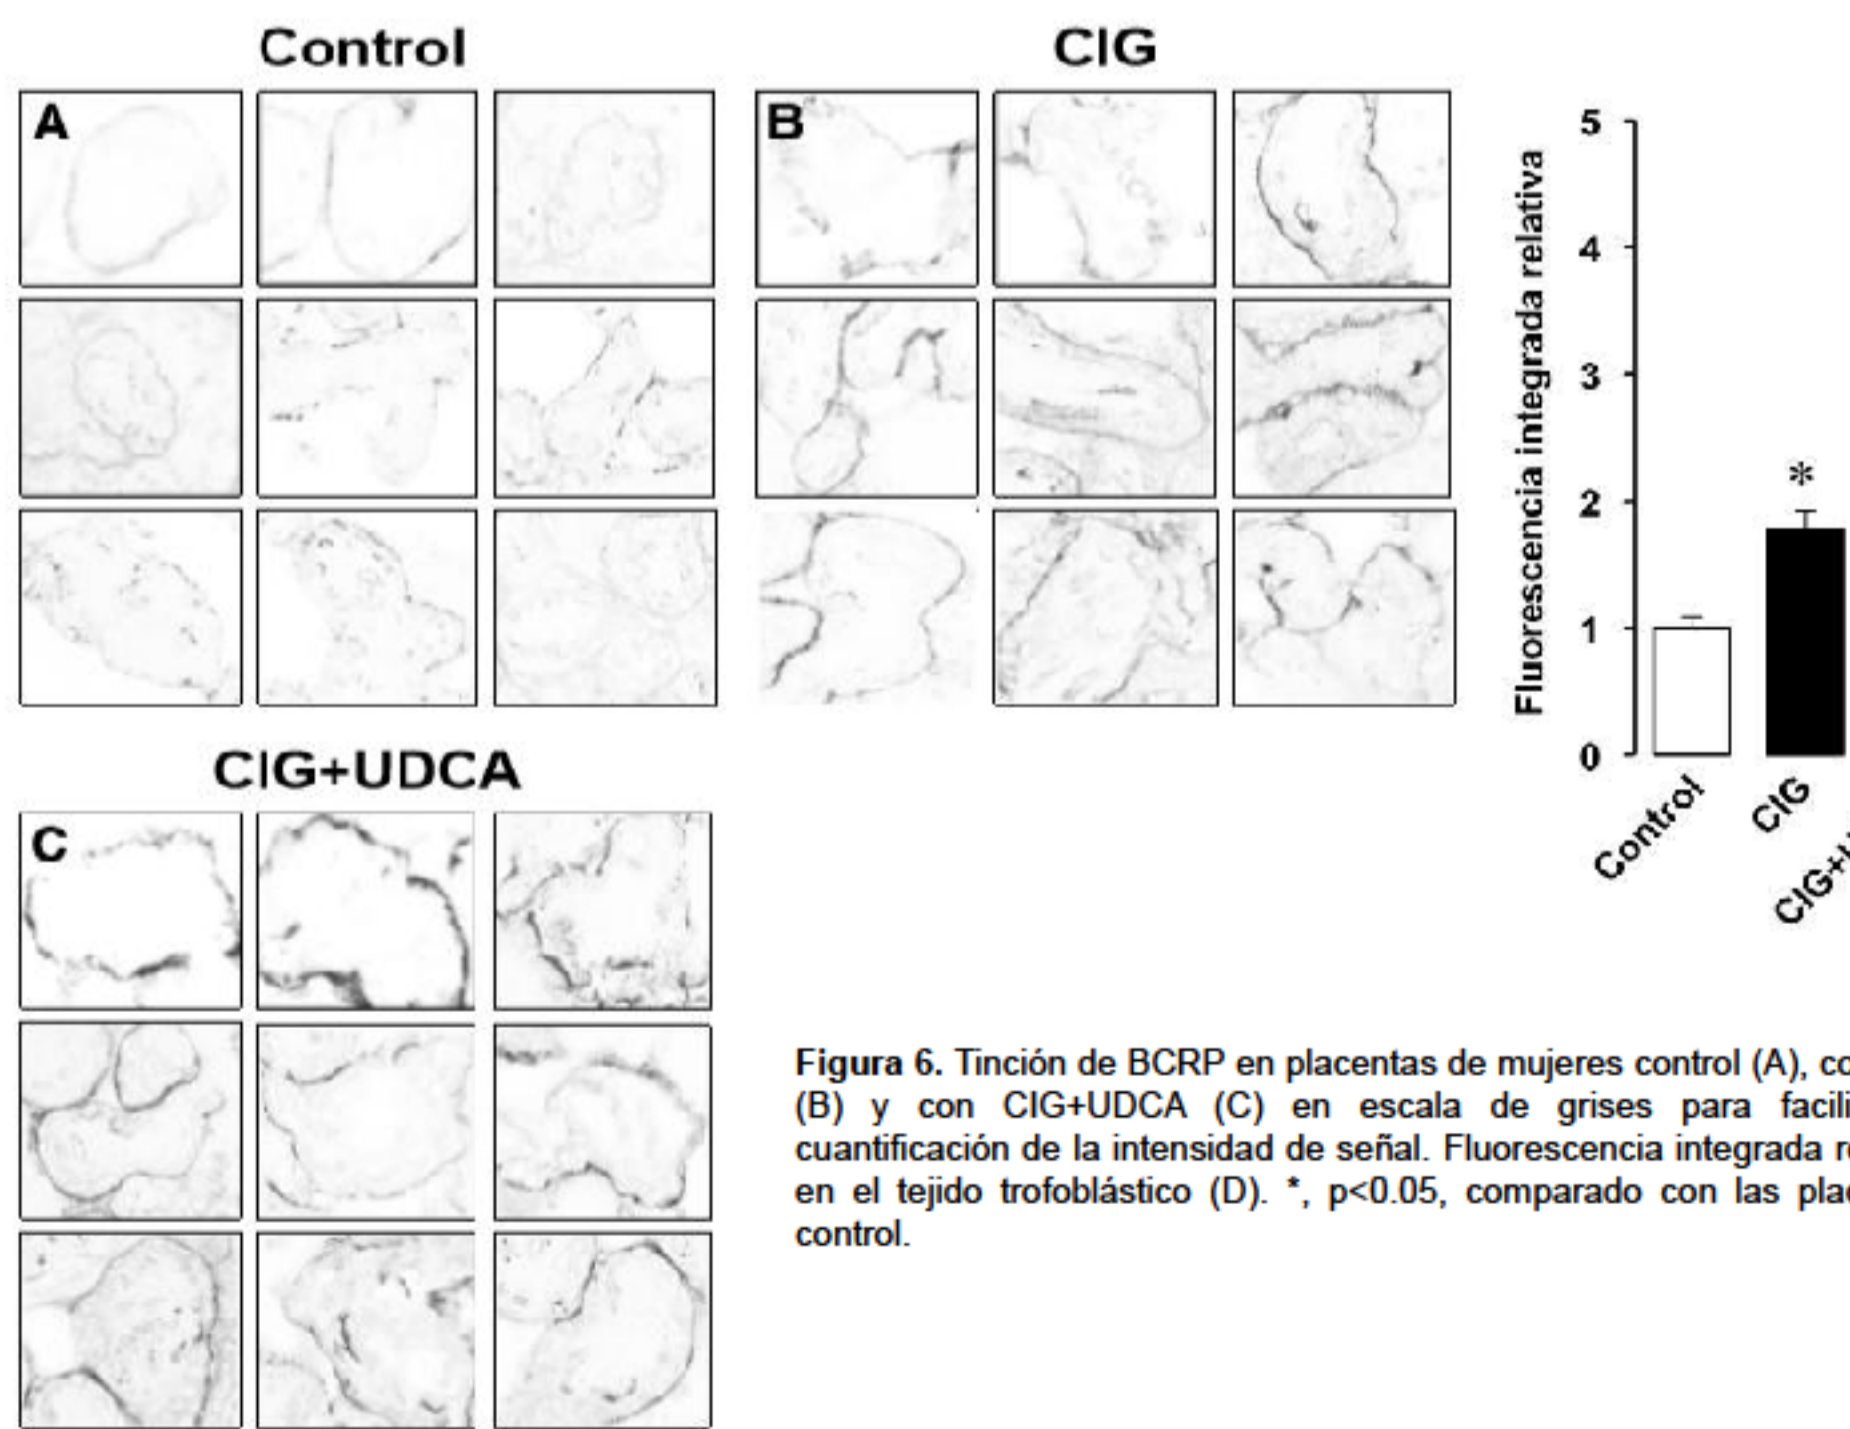 Control
CIG
A
B
Fluorescencia integrada relativa
5
4
3
2
1
0
*
Control
CIG
CIG+UDCA
C
Figura 6. Tinción de BCRP en placentas de mujeres control (A),
(B) y con CIG+UDCA (C) en escala de grises para
cuantificación de la intensidad de señal. Fluorescencia integrada
en el tejido trofoblástico (D). *, p<0.05, comparado con las
control.